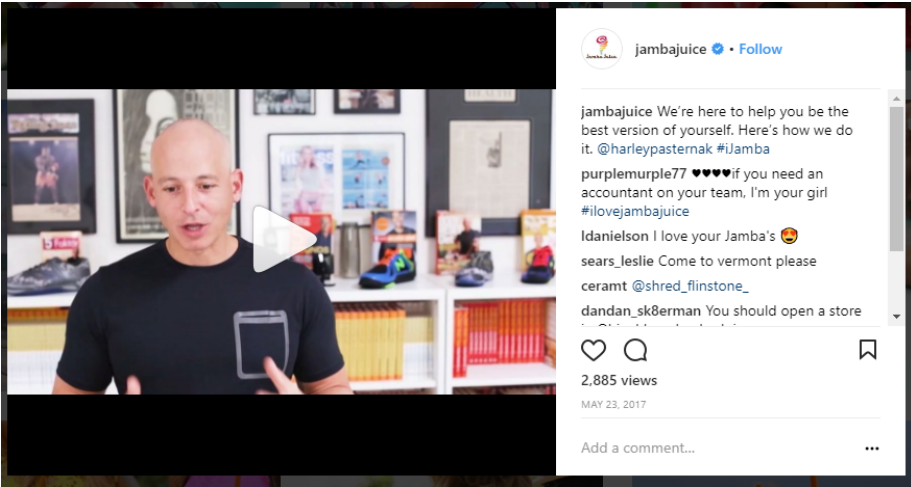 jambajuice • Follow
jambajuice We're here to help you be the
best version of yourself. Here's how we do
it. @harleypasternak #iJamba
purplemurple77 ♥♥♥♥if you need an
accountant on your team, I'm your girl
#ilovejambajuice
ldanielson I love your Jamba's 😍
sears_leslie Come to vermont please
ceramt @shred_flinstone_
dandan_sk8erman You should open a store
2,885 views
MAY 23, 2017
Add a comment...